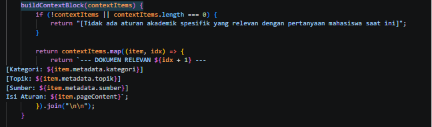 buildContextBlock(contextItems) {
if (!contextItems || contextItems.length === 0) {
return "[Tidak ada aturan akademik spesifik yang relevan dengan pertanyaan mahasiswa saat ini]";
}
return contextItems.map((item, idx) => {
return `--- DOKUMEN RELEVAN ${idx + 1} ---
[Kategori: ${item.metadata.kategori}]
[Topik: ${item.metadata.topik}]
[Sumber: ${item.metadata.sumber}]
Isi Aturan: ${item.pageContent}`;
}).join("\n\n");
}